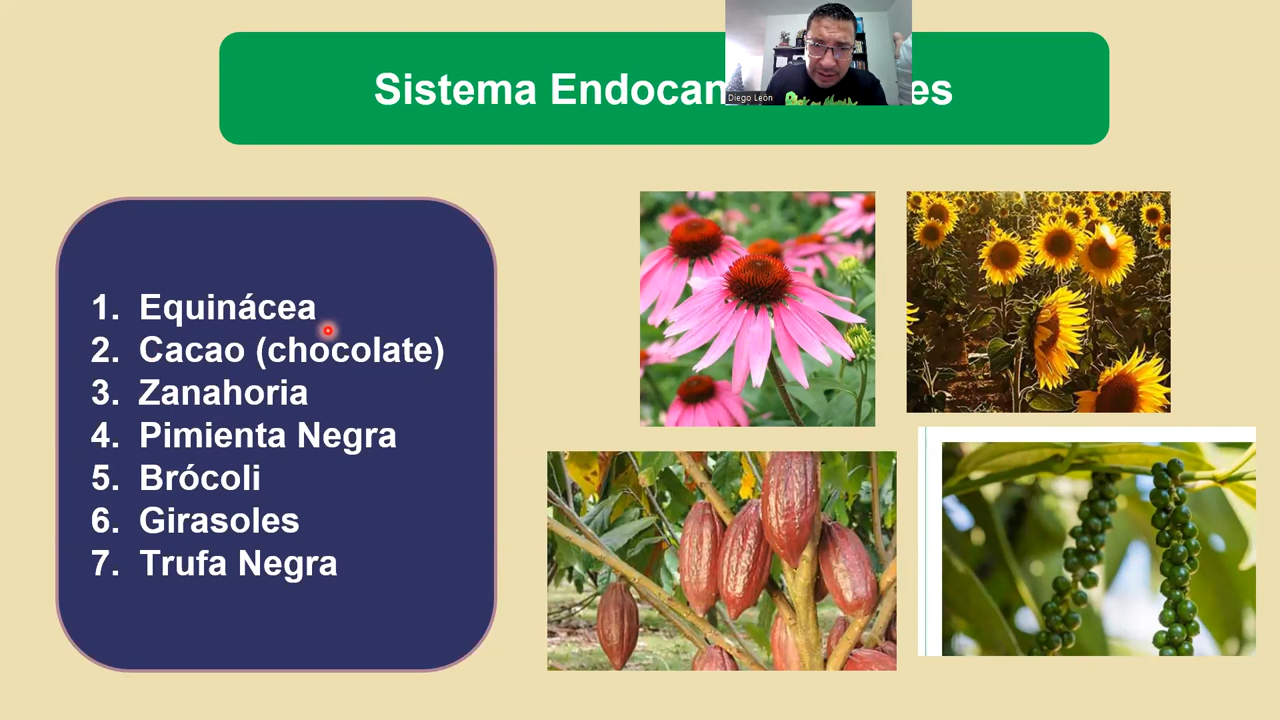 Sistema Endocan es
Diego León
1. Equinácea
2. Cacao (chocolate)
3. Zanahoria
4. Pimienta Negra
5. Brócoli
6. Girasoles
7. Trufa Negra